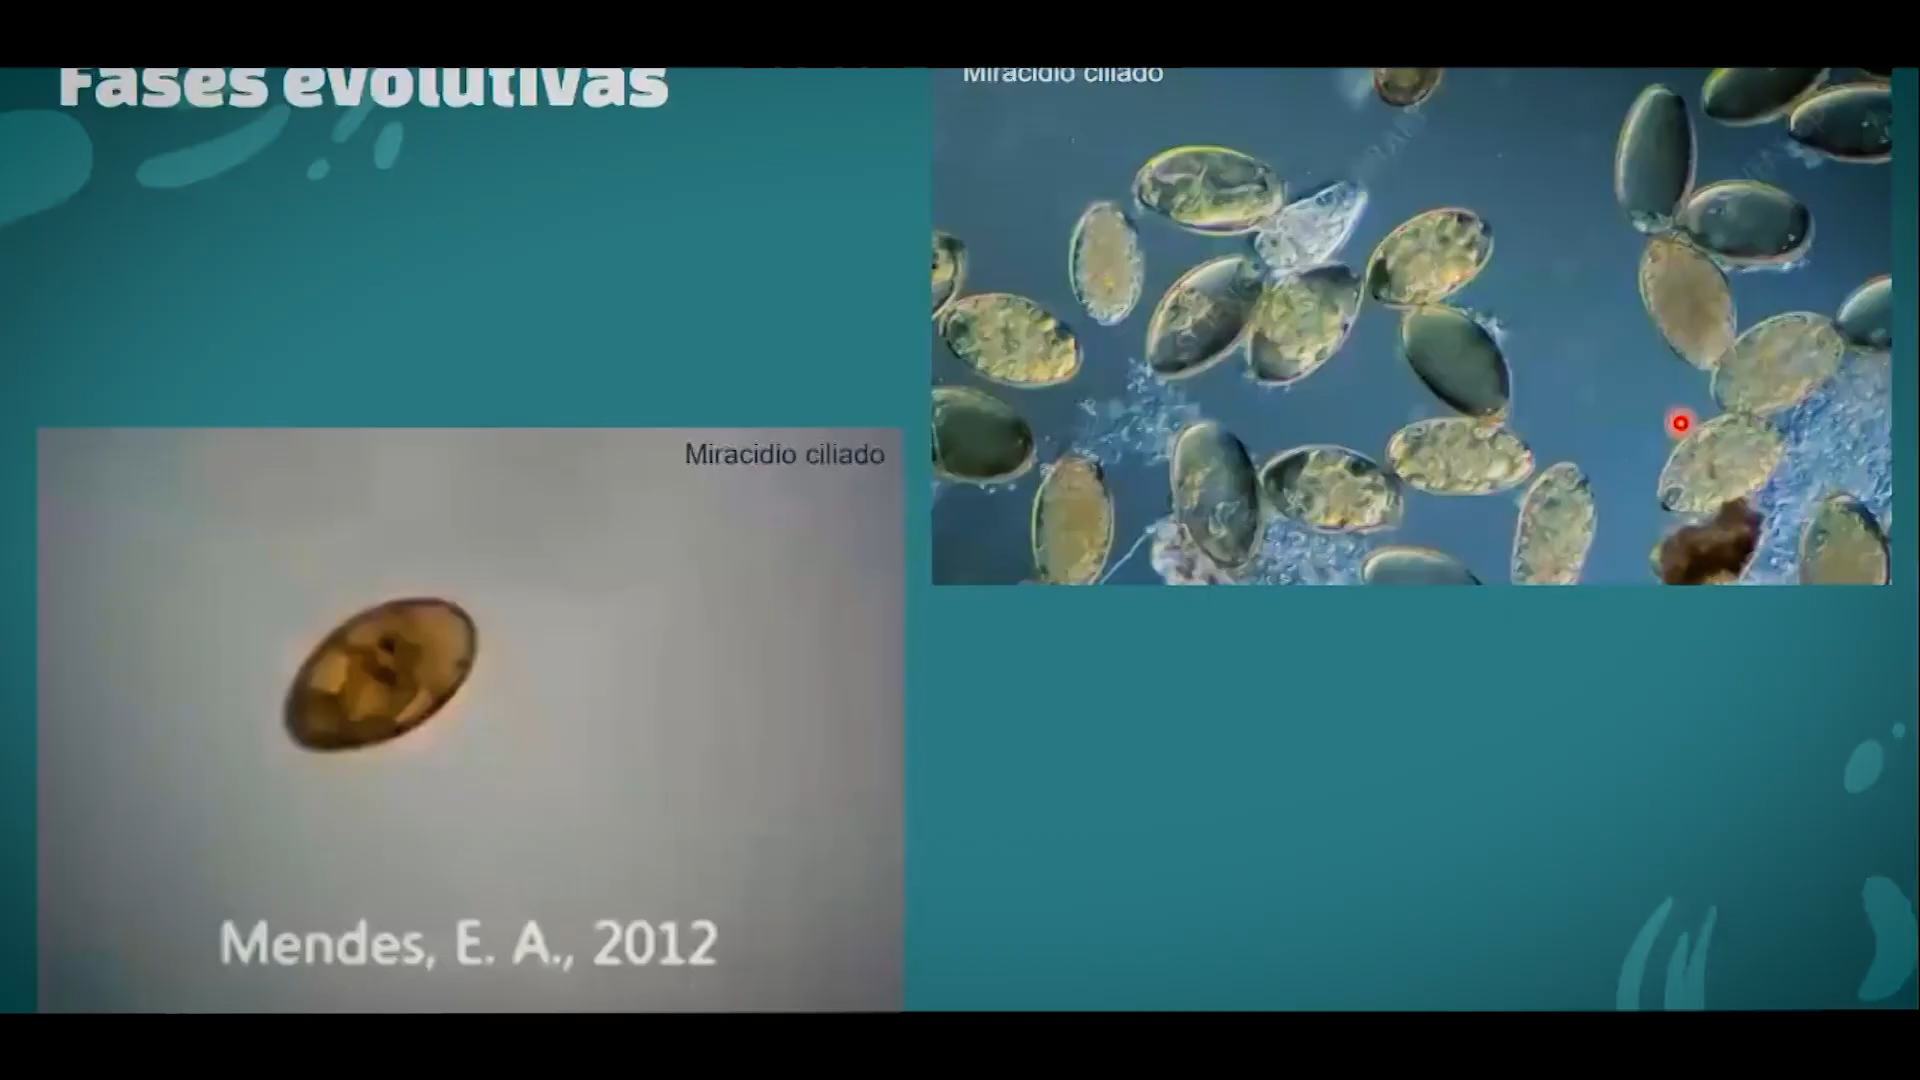 Fases evolutivas
Miracidio ciliado
Miracidio ciliado
Mendes, E. A., 2012